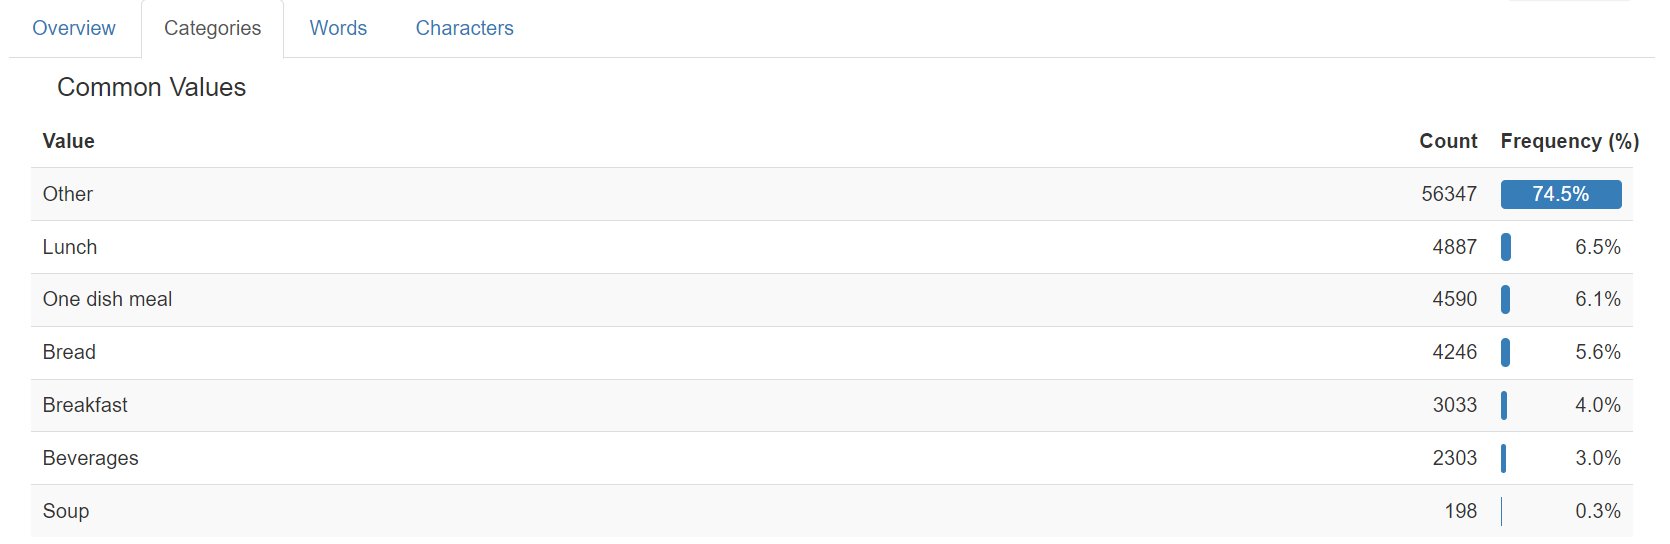 Overview Categories Words Characters
Common Values
Value Count Frequency (%)
Other 56347 74.5%
Lunch 4887 6.5%
One dish meal 4590 6.1%
Bread 4246 5.6%
Breakfast 3033 4.0%
Beverages 2303 3.0%
Soup 198 0.3%